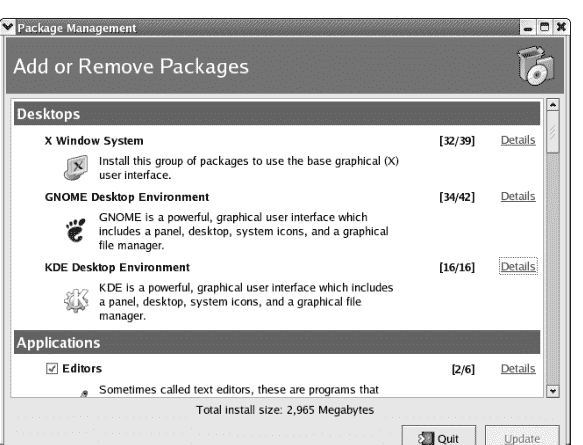 Package Management
Add or Remove Packages
Desktops
X Window System [32/39] Details
Install this group of packages to use the base graphical (X)
user interface.
GNOME Desktop Environment [34/42] Details
GNOME is a powerful, graphical user interface which
includes a panel, desktop, system icons, and a graphical
file manager.
KDE Desktop Environment [16/16] Details
KDE is a powerful, graphical user interface which includes
a panel, desktop, system icons, and a graphical file
manager.
Applications
Editors [2/6] Details
Sometimes called text editors, these are programs that
Total install size: 2,965 Megabytes
Quit Update